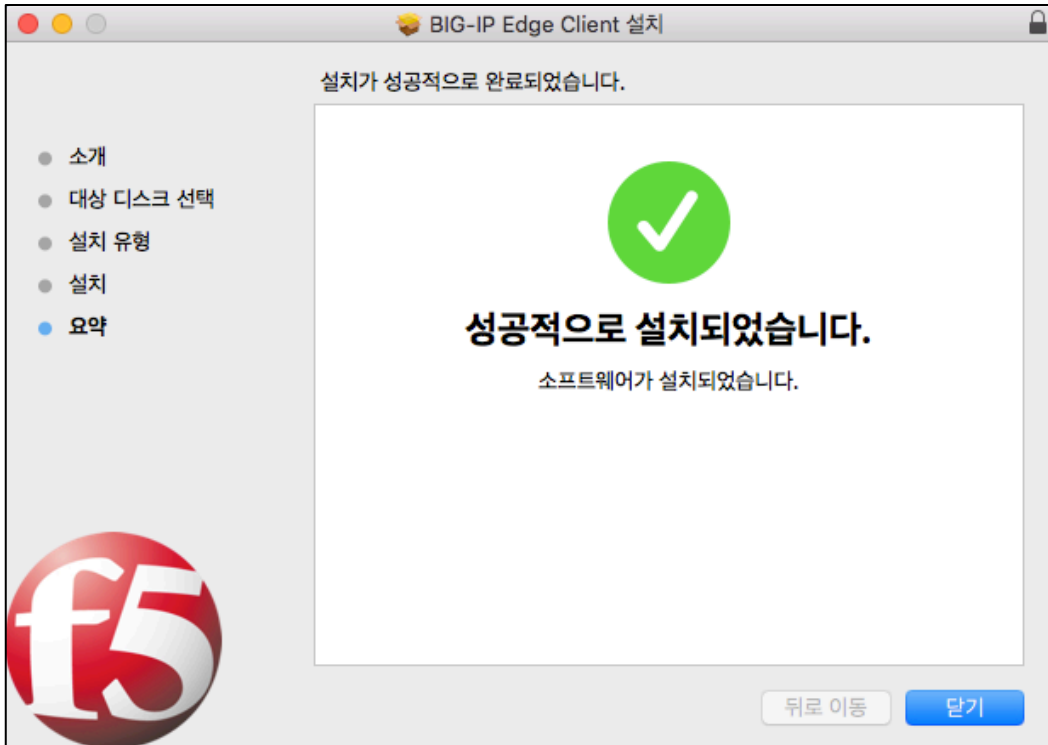 BIG-IP Edge Client 설치
설치가 성공적으로 완료되었습니다.
소개
대상 디스크 선택
설치 유형
설치
요약
성공적으로 설치되었습니다.
소프트웨어가 설치되었습니다.
f5
뒤로 이동
닫기